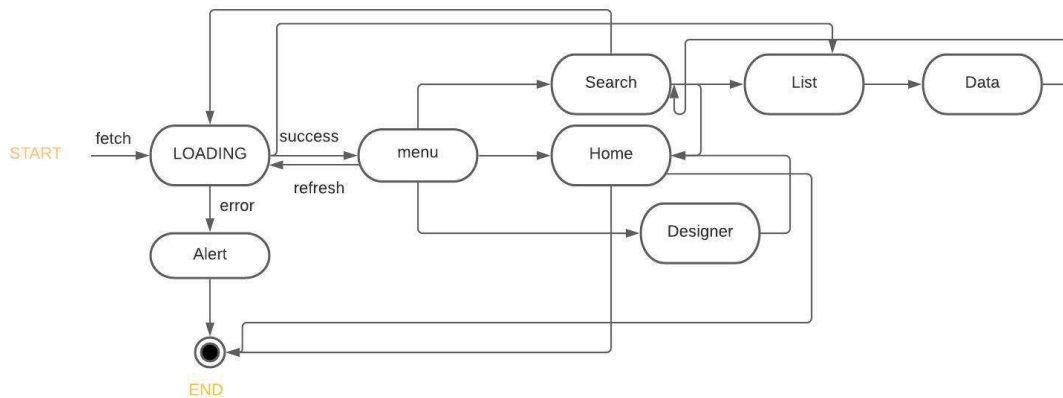 START
fetch
LOADING
success
refresh
menu
Search
List
Data
Home
Designer
error
Alert
END